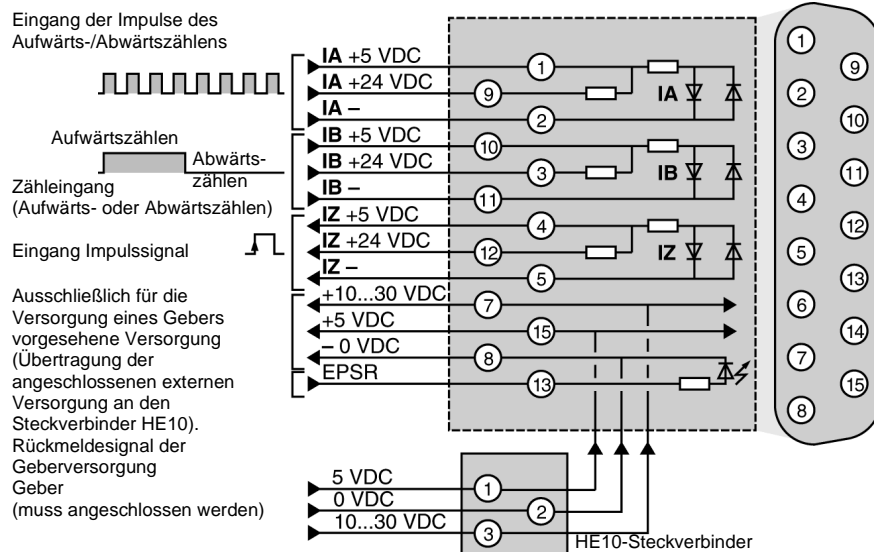 Eingang der Impulse des
Aufwärts-/Abwärtszählens
IA +5 VDC
1
IA +24 VDC
9
IA –
2
IA
Aufwärtszählen
Abwärts-
zählen
Zähleingang
(Aufwärts- oder Abwärtszählen)
IB +5 VDC
10
IB +24 VDC
3
IB –
11
IB
Eingang Impulssignal
IZ +5 VDC
4
IZ +24 VDC
12
IZ –
5
IZ
Ausschließlich für die
Versorgung eines Gebers
vorgesehene Versorgung
(Übertragung der
angeschlossenen externen
Versorgung an den
Steckverbinder HE10).
Rückmeldesignal der
Geberversorgung
Geber
(muss angeschlossen werden)
+10...30 VDC
7
+5 VDC
15
– 0 VDC
8
EPSR
13
5 VDC
1
0 VDC
2
10...30 VDC
3
HE10-Steckverbinder
1
9
2
10
3
11
4
12
5
13
6
14
7
15
8